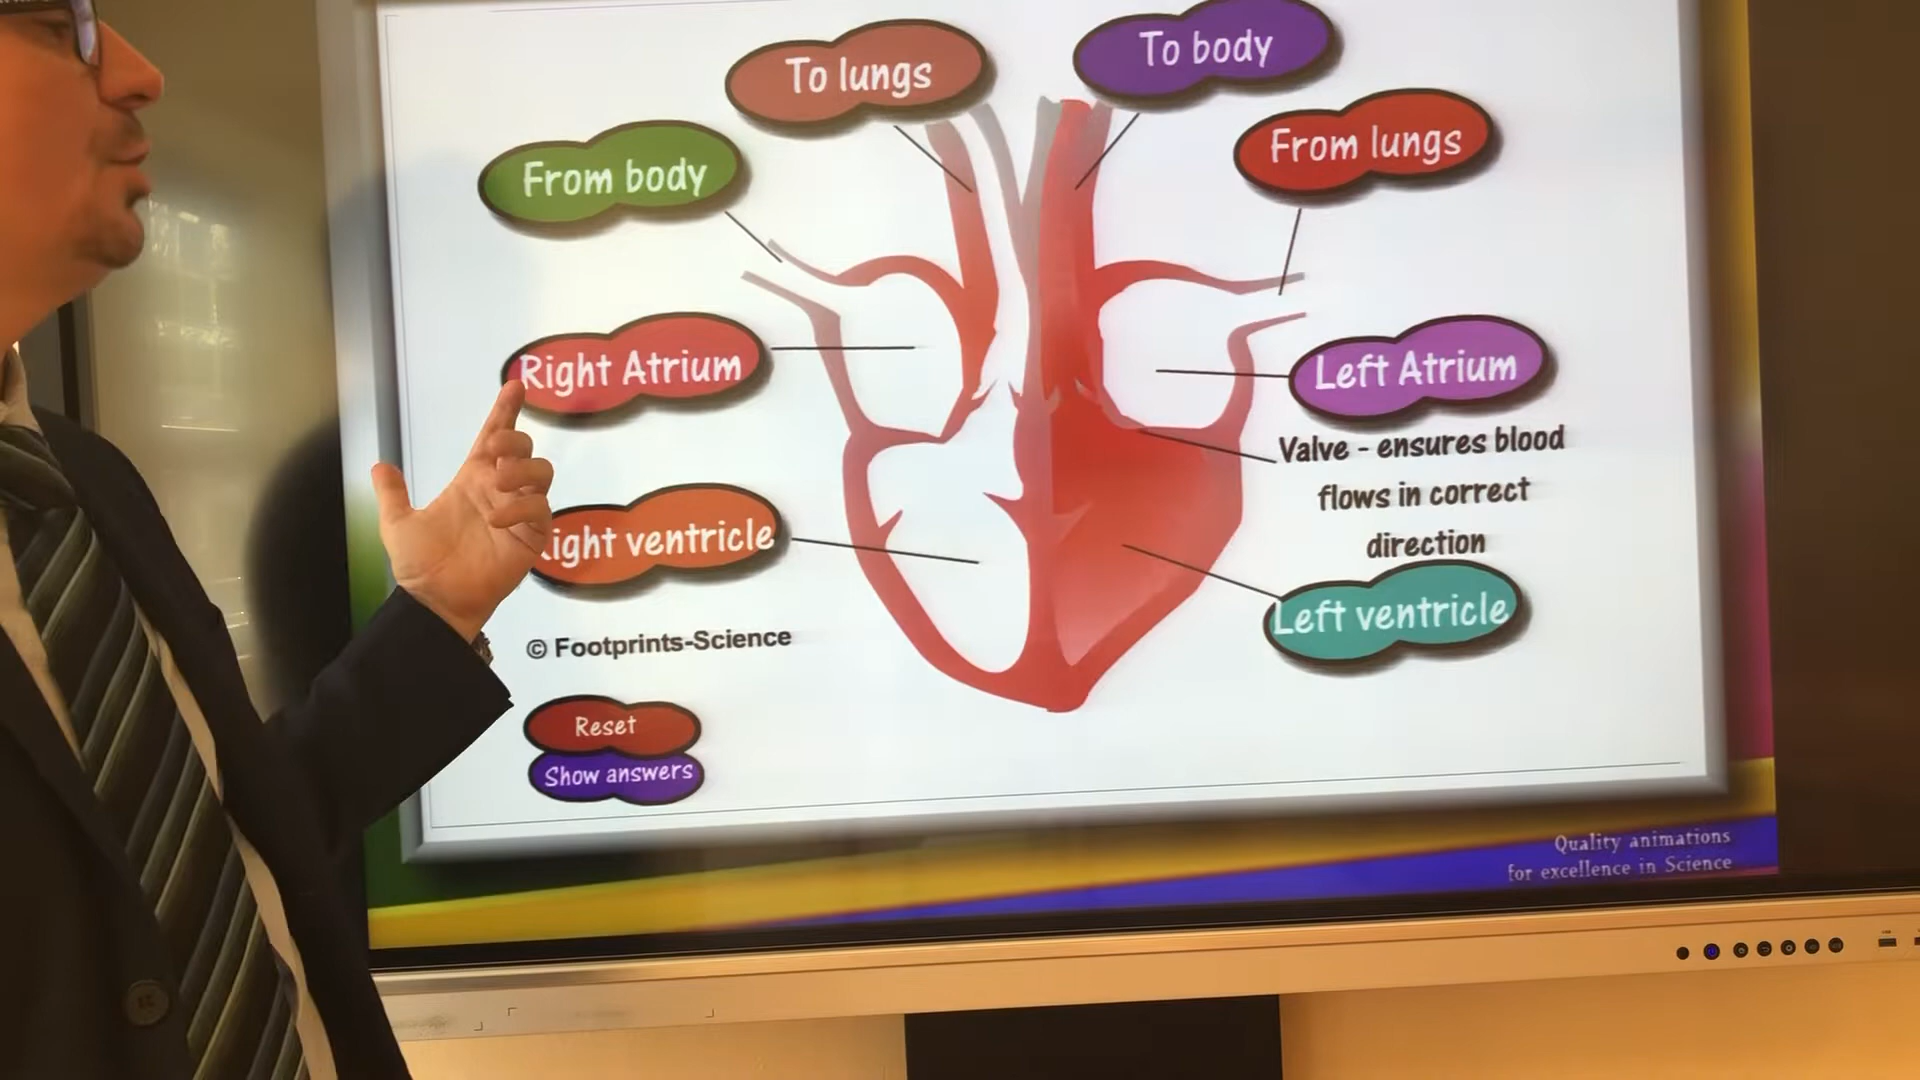 To lungs
To body
From body
From lungs
Right Atrium
Left Atrium
Valve - ensures blood
flows in correct
direction
ight ventricle
Left ventricle
© Footprints-Science
Reset
Show answers
Quality animations
for excellence in Science